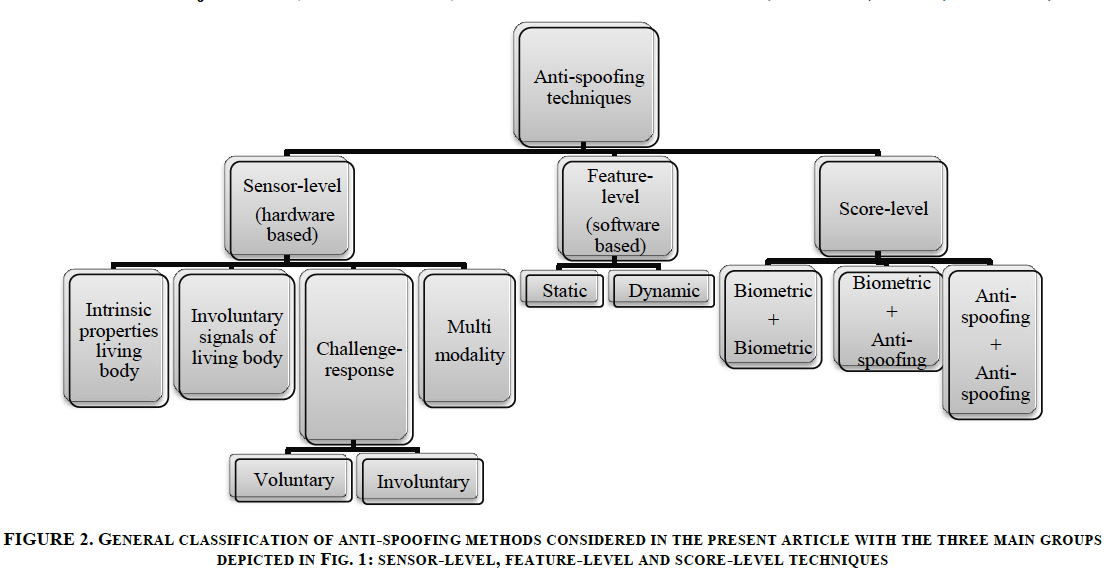 Anti-spoofing
techniques
Sensor-level
(hardware
based)
Feature-
level
(software
based)
Score-level
Intrinsic
properties
living
body
Involuntary
signals of
living body
Challenge-
response
Multi
modality
Static
Dynamic
Biometric
+
Biometric
Biometric
+
Anti-
spoofing
Anti-
spoofing
+
Anti-
spoofing
Voluntary
Involuntary
FIGURE 2. GENERAL CLASSIFICATION OF ANTI-SPOOFING METHODS CONSIDERED IN THE PRESENT ARTICLE WITH THE THREE MAIN GROUPS
DEPICTED IN FIG. 1: SENSOR-LEVEL, FEATURE-LEVEL AND SCORE-LEVEL TECHNIQUES